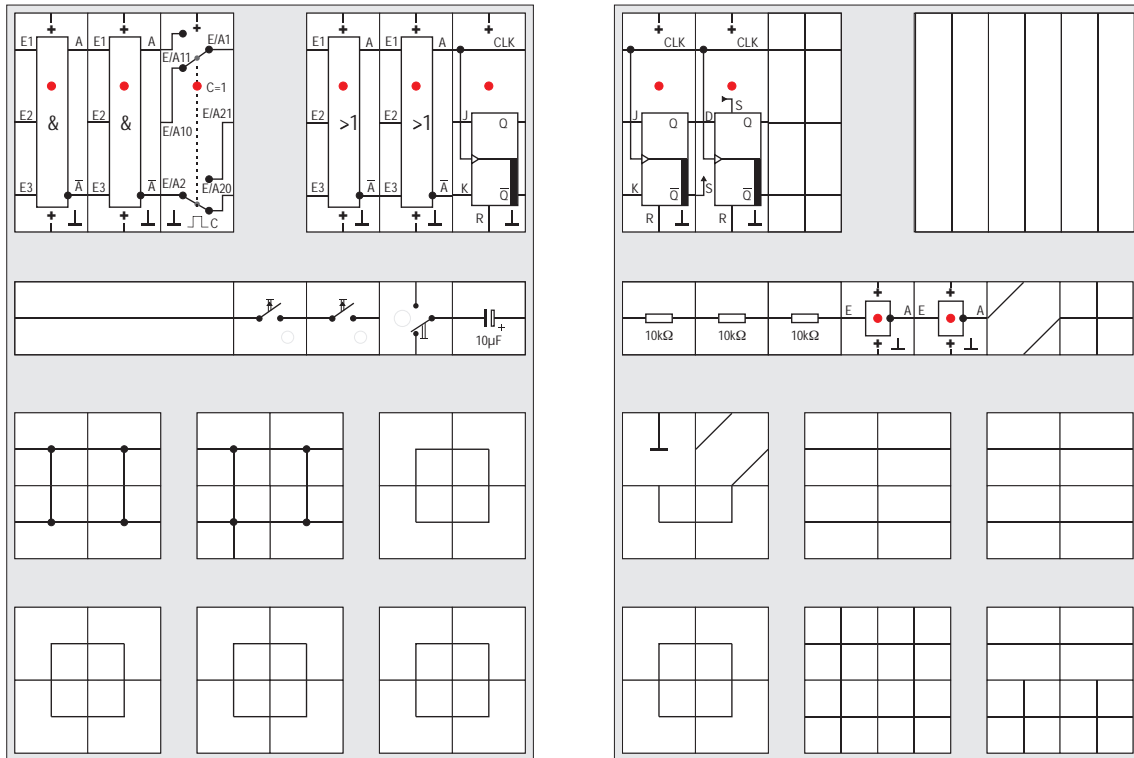 + + + + + + + +
E1 A E1 A E/A1 E1 A E1 A CLK CLK CLK
E/A11
C=1
S
E2 & E2 & E/A10 E/A21 E2 >1 E2 >1 J Q J Q D Q
E3 A̅ E3 A̅ E/A2 E/A20 E3 A̅ E3 A̅ K Q̅ K Q̅ S Q̅
+ + C + + R R R
+ +
E A E A
10µF + 10kΩ 10kΩ 10kΩ
+ +